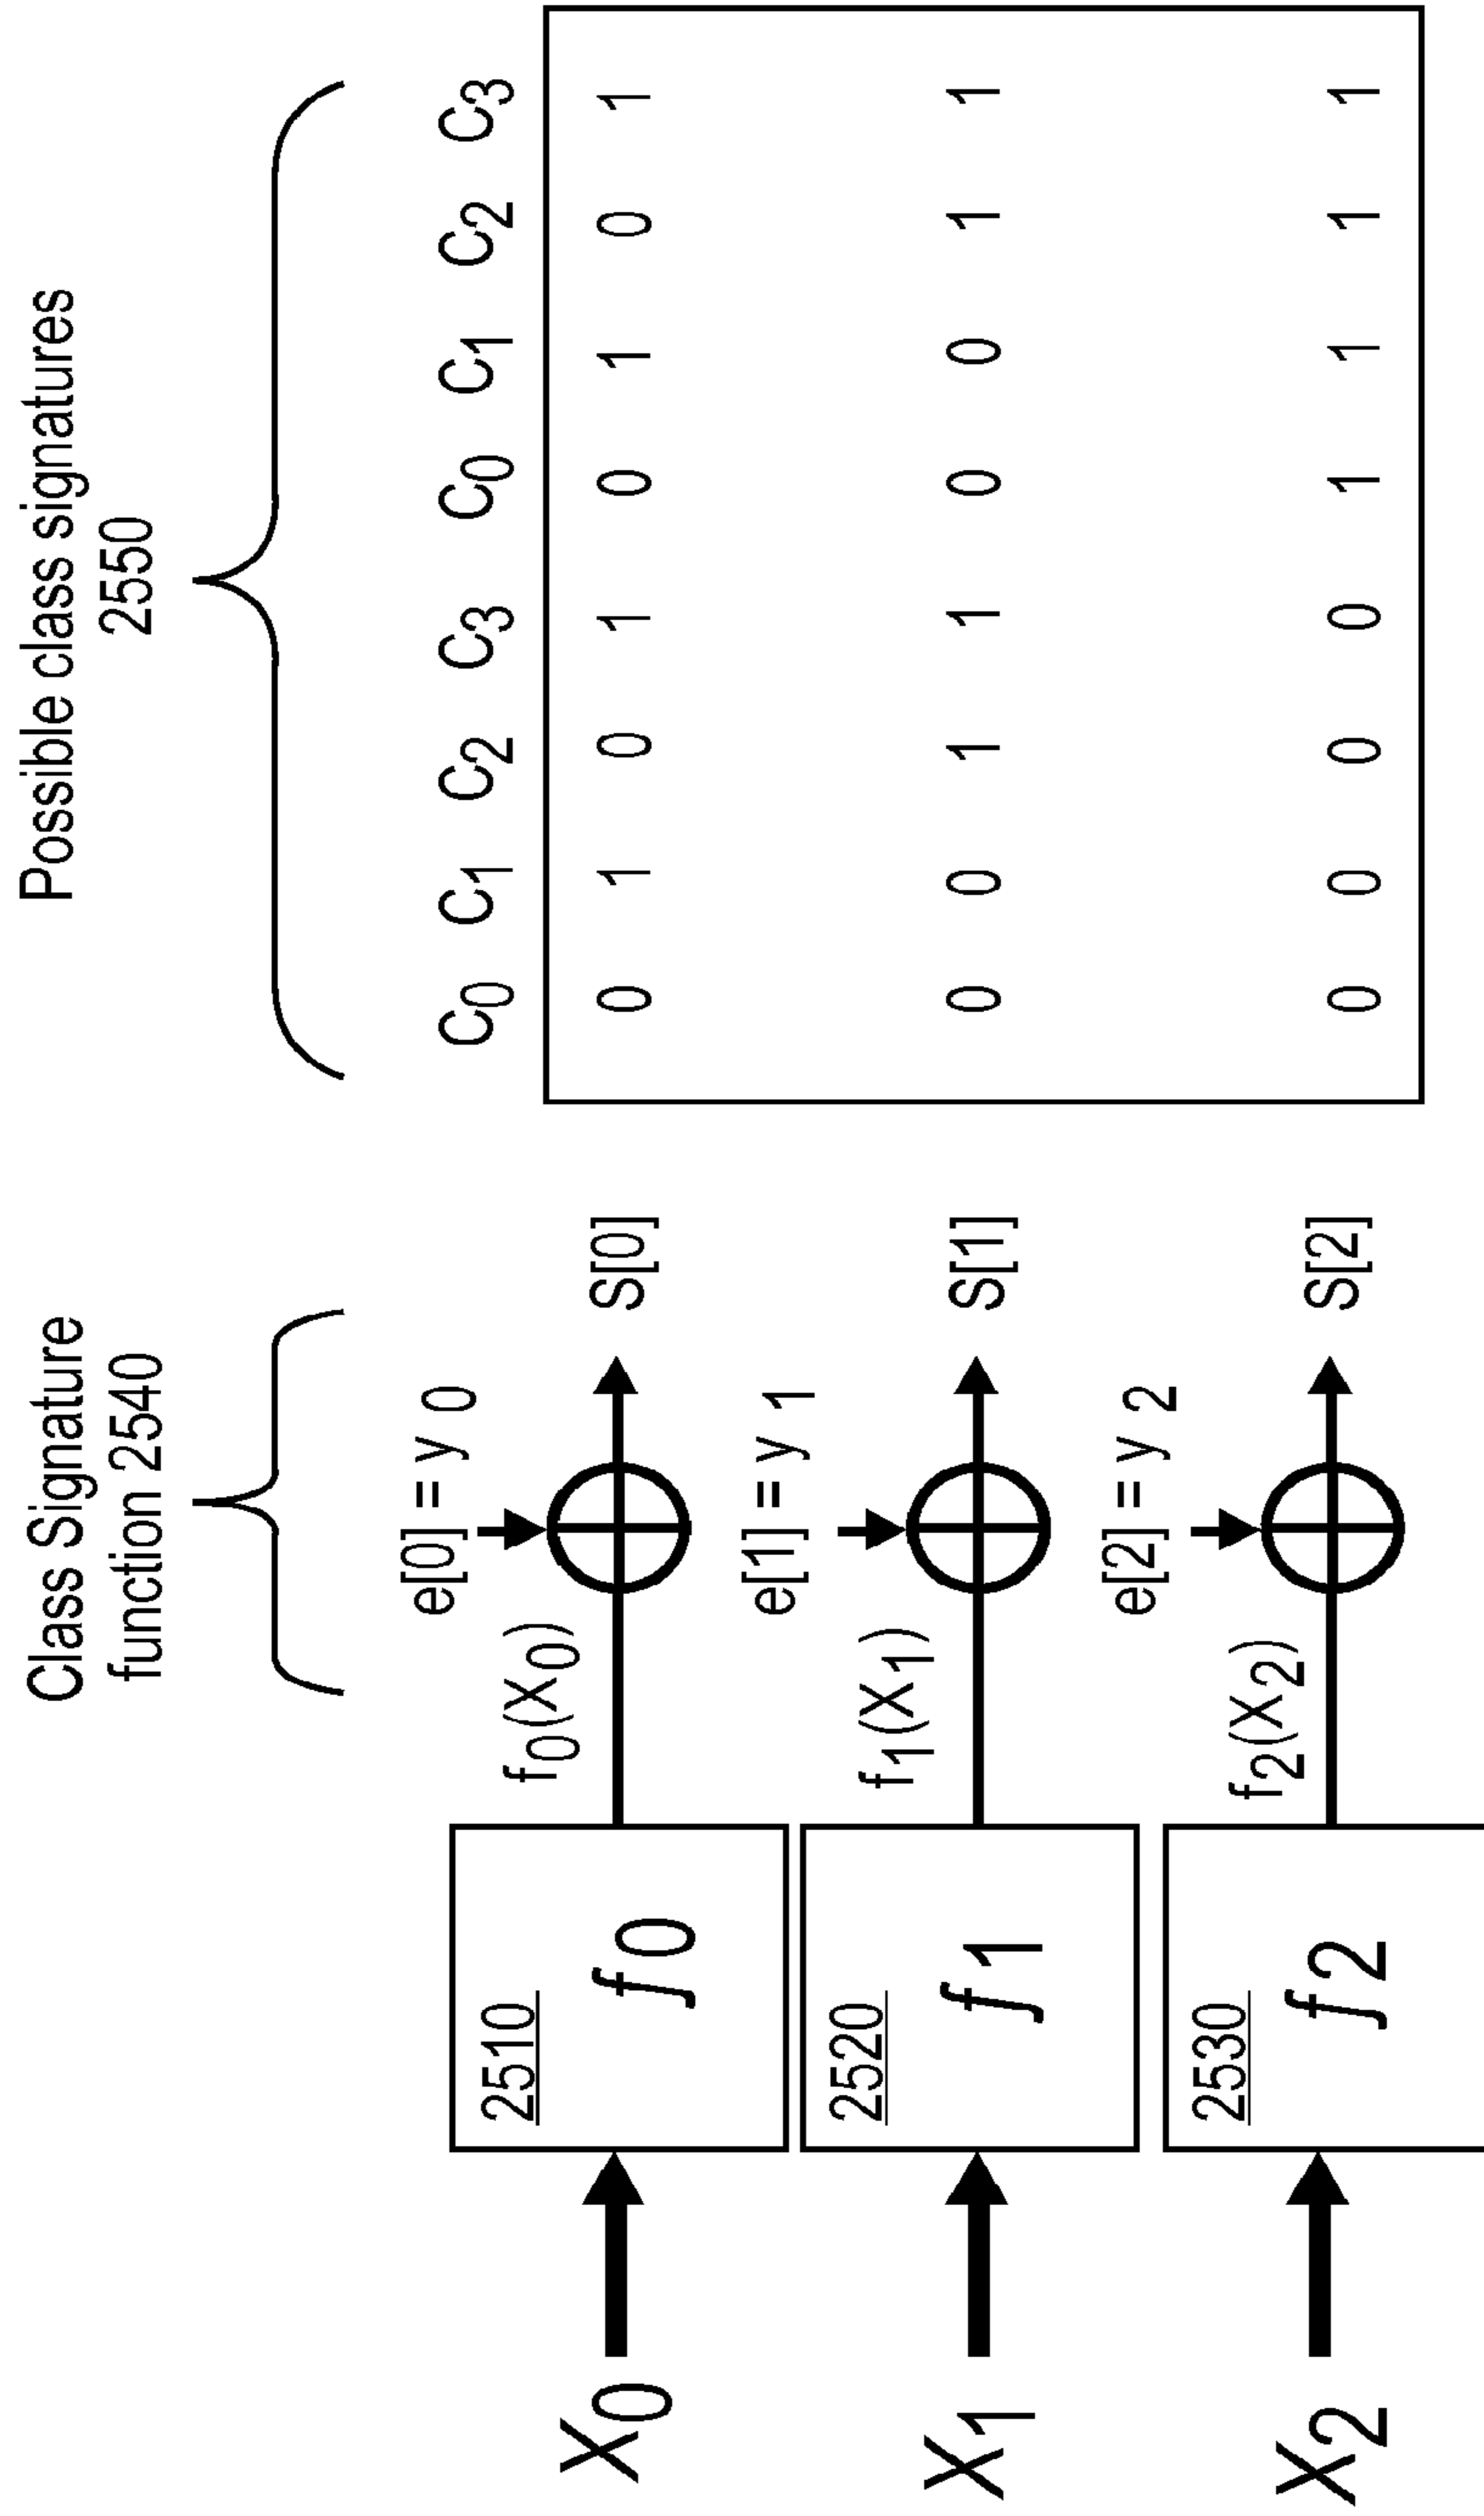 Class Signature
function 2540
Possible class signatures
2550
C0 C1 C2 C3 C0 C1 C2 C3
X0
2510
f0
f0(X0)
e[0] = y 0
S[0]
0 1 0 1 0 1 0 1
X1
2520
f1
f1(X1)
e[1] = y 1
S[1]
0 0 1 1 0 0 1 1
X2
2530
f2
f2(X2)
e[2] = y 2
S[2]
0 0 0 0 1 1 1 1